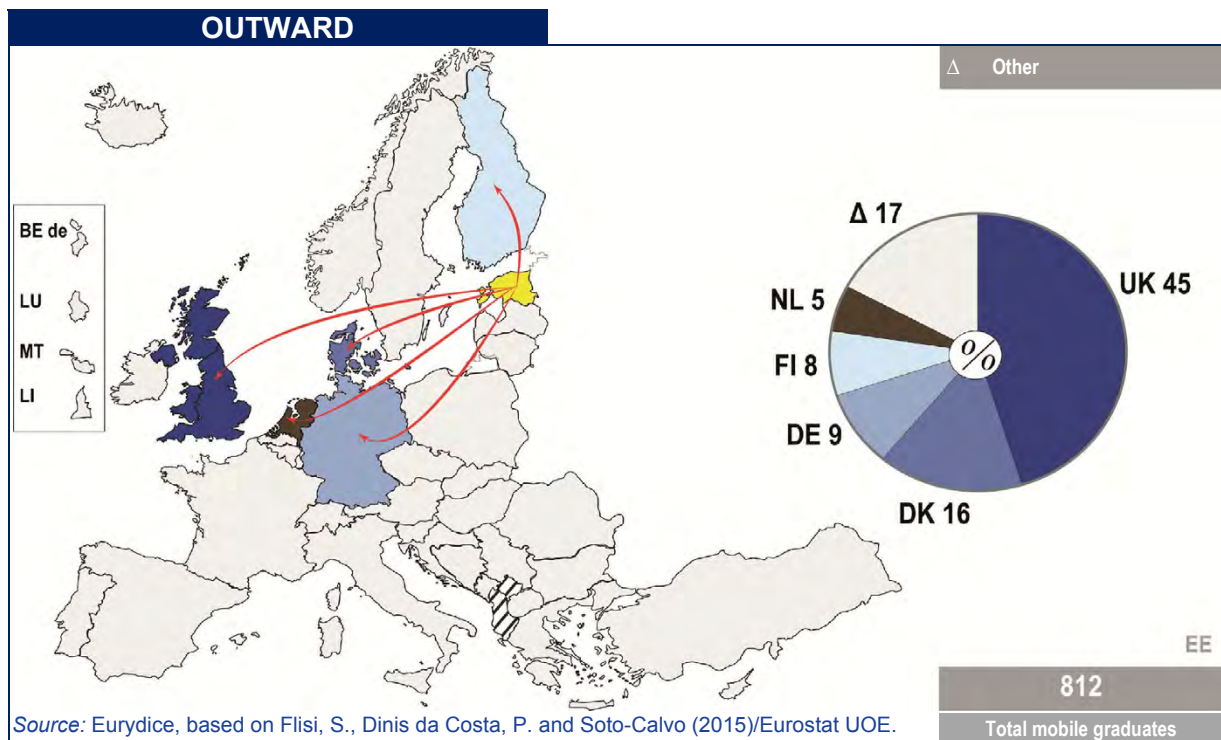 OUTWARD
Δ Other
BE de
LU
MT
LI
Δ 17
NL 5
FI 8
DE 9
DK 16
UK 45
%
EE
812
Total mobile graduates
Source: Eurydice, based on Flisi, S., Dinis da Costa, P. and Soto-Calvo (2015)/Eurostat UOE.